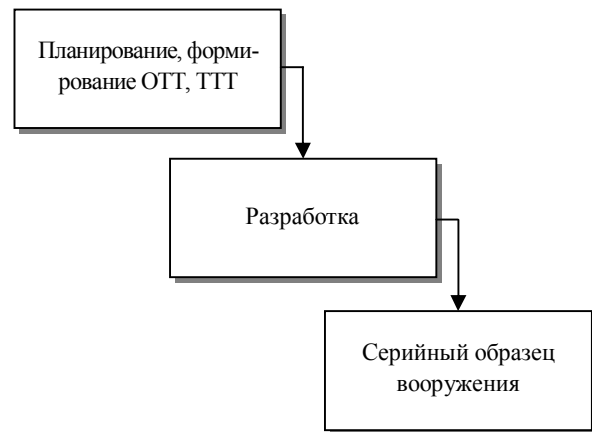 Планирование, форми-
рование ОТТ, ТТТ
Разработка
Серийный образец
вооружения